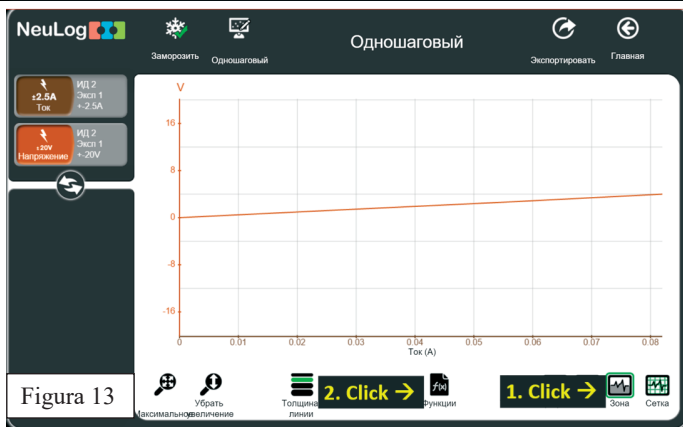 NeuLog
Заморозить
Одношаговый
Одношаговый
Экспортировать
Главная
±2.5A
Ток
ИД 2
Эксп 1
+-2.5A
±20V
Напряжение
ИД 2
Эксп 1
+-20V
V
16
8
0
-8
-16
0 0.01 0.02 0.03 0.04 0.05 0.06 0.07 0.08
Ток (A)
Figura 13
Максимальное
Убрать
увеличение
Толщина
линии
2. Click →
f(x)
Функции
1. Click →
Зона
Сетка